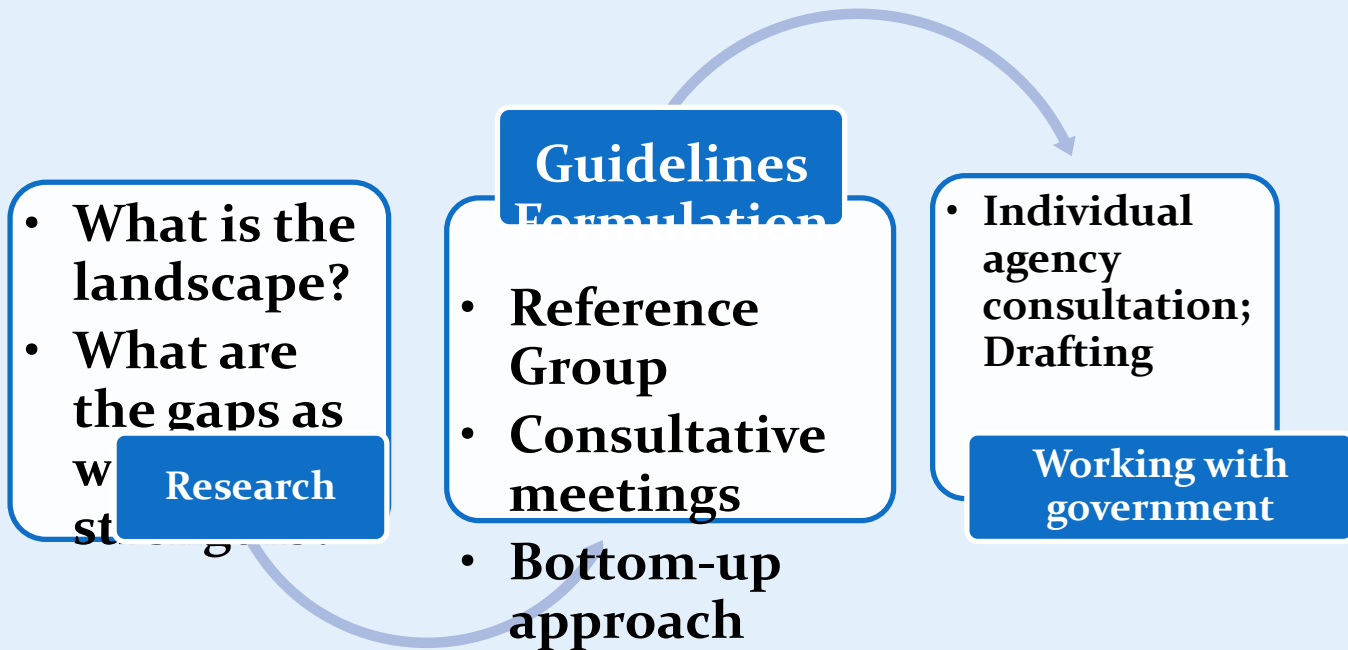 • What is the
landscape?
• What are
the gaps as
Research
Guidelines
Formulation
• Reference
Group
• Consultative
meetings
• Bottom-up
approach
• Individual
agency
consultation;
Drafting
Working with
government